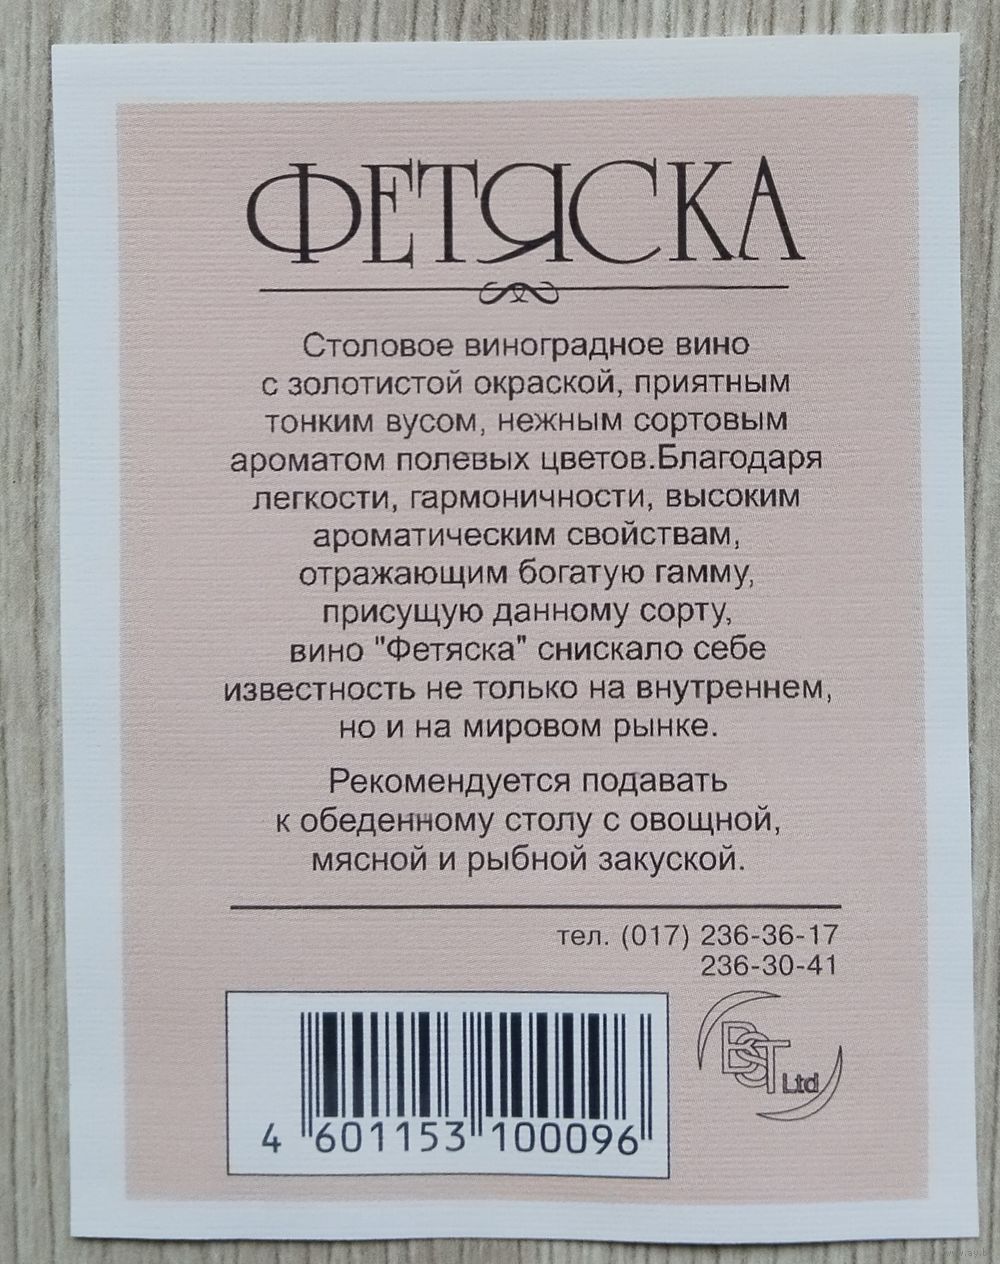 ФЕТЯСКА
Столовое виноградное вино
с золотистой окраской, приятным
тонким вусом, нежным сортовым
ароматом полевых цветов.Благодаря
легкости, гармоничности, высоким
ароматическим свойствам,
отражающим богатую гамму,
присущую данному сорту,
вино "Фетяска" снискало себе
известность не только на внутреннем,
но и на мировом рынке.
Рекомендуется подавать
к обеденному столу с овощной,
мясной и рыбной закуской.
тел. (017) 236-36-17
236-30-41
BST Ltd
4 601153 100096